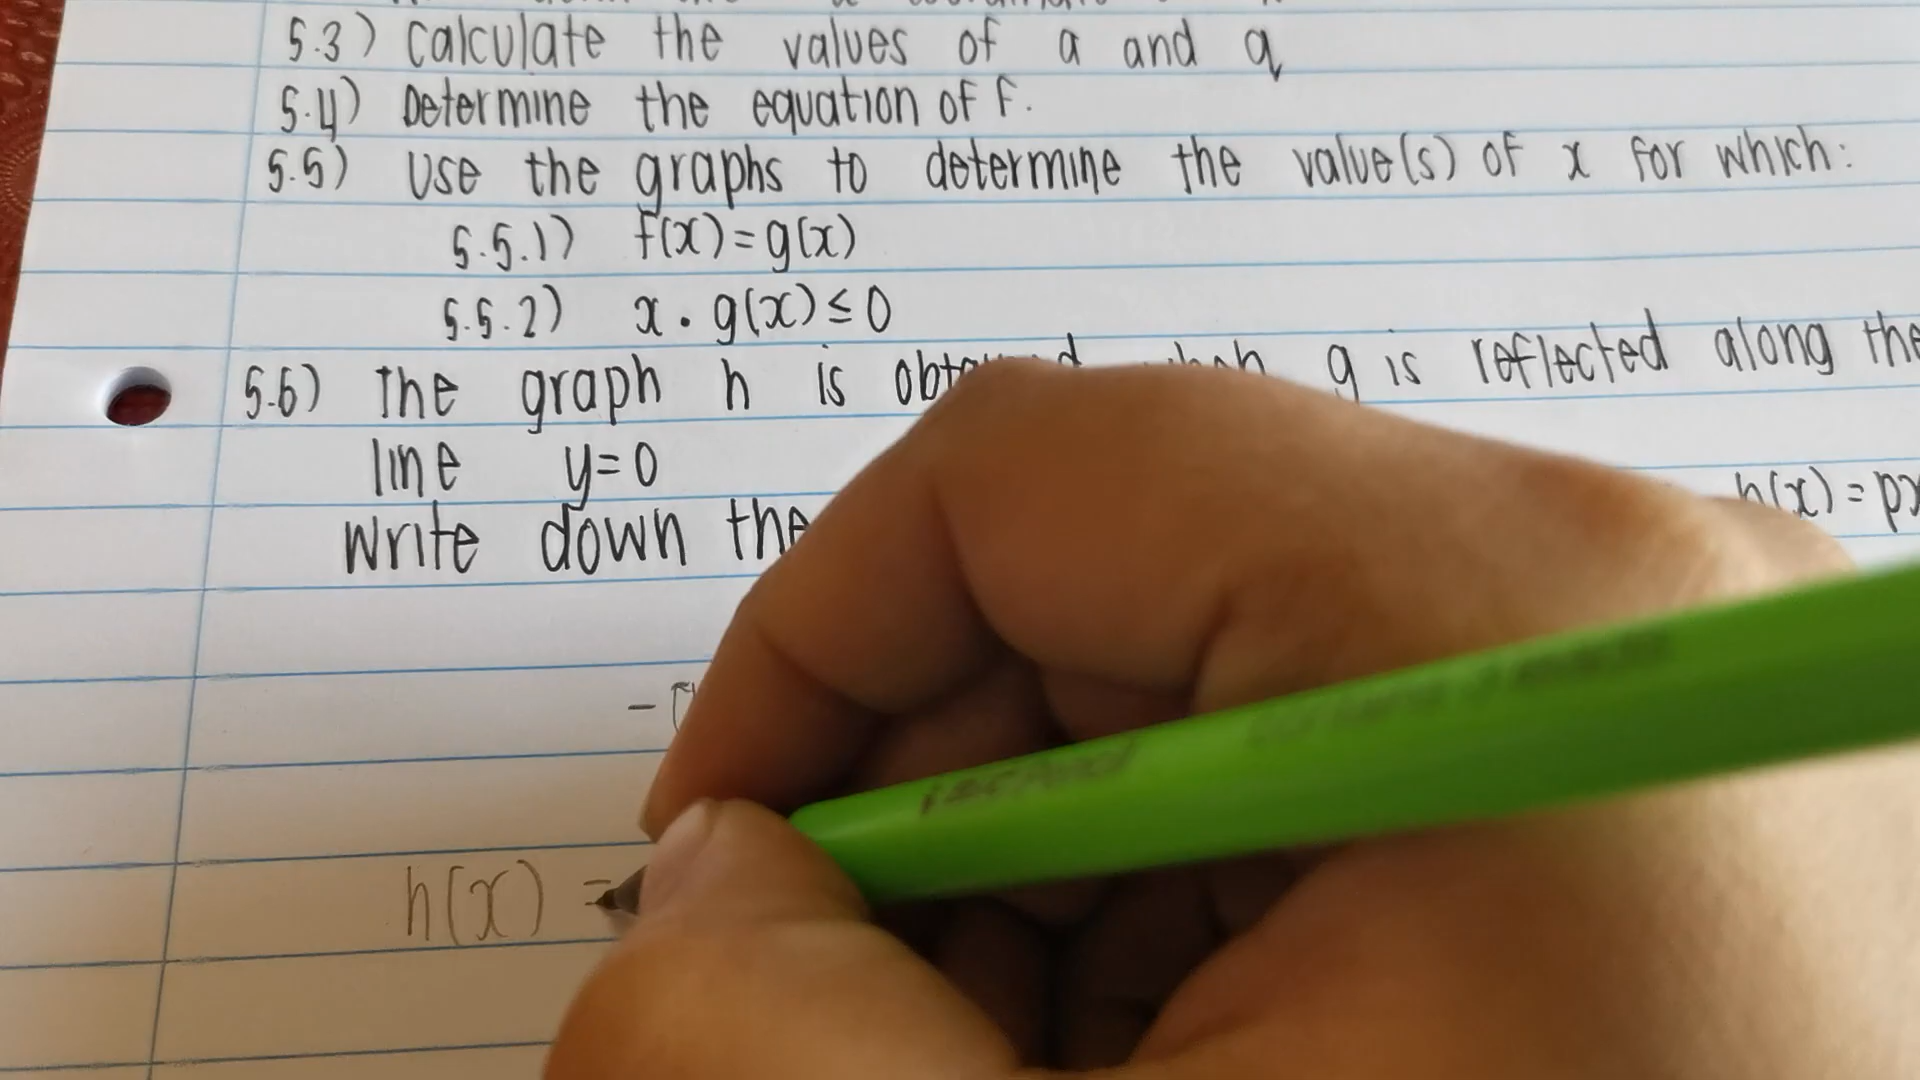 5.3) Calculate the values of a and q
5.4) Determine the equation of f.
5.5) Use the graphs to determine the value(s) of x for which:
5.5.1) f(x)=g(x)
5.5.2) x . g(x) ≤ 0
5.6) The graph h is when g is reflected along the
line y=0 h(x) = px
Write down the
-
h(x) =